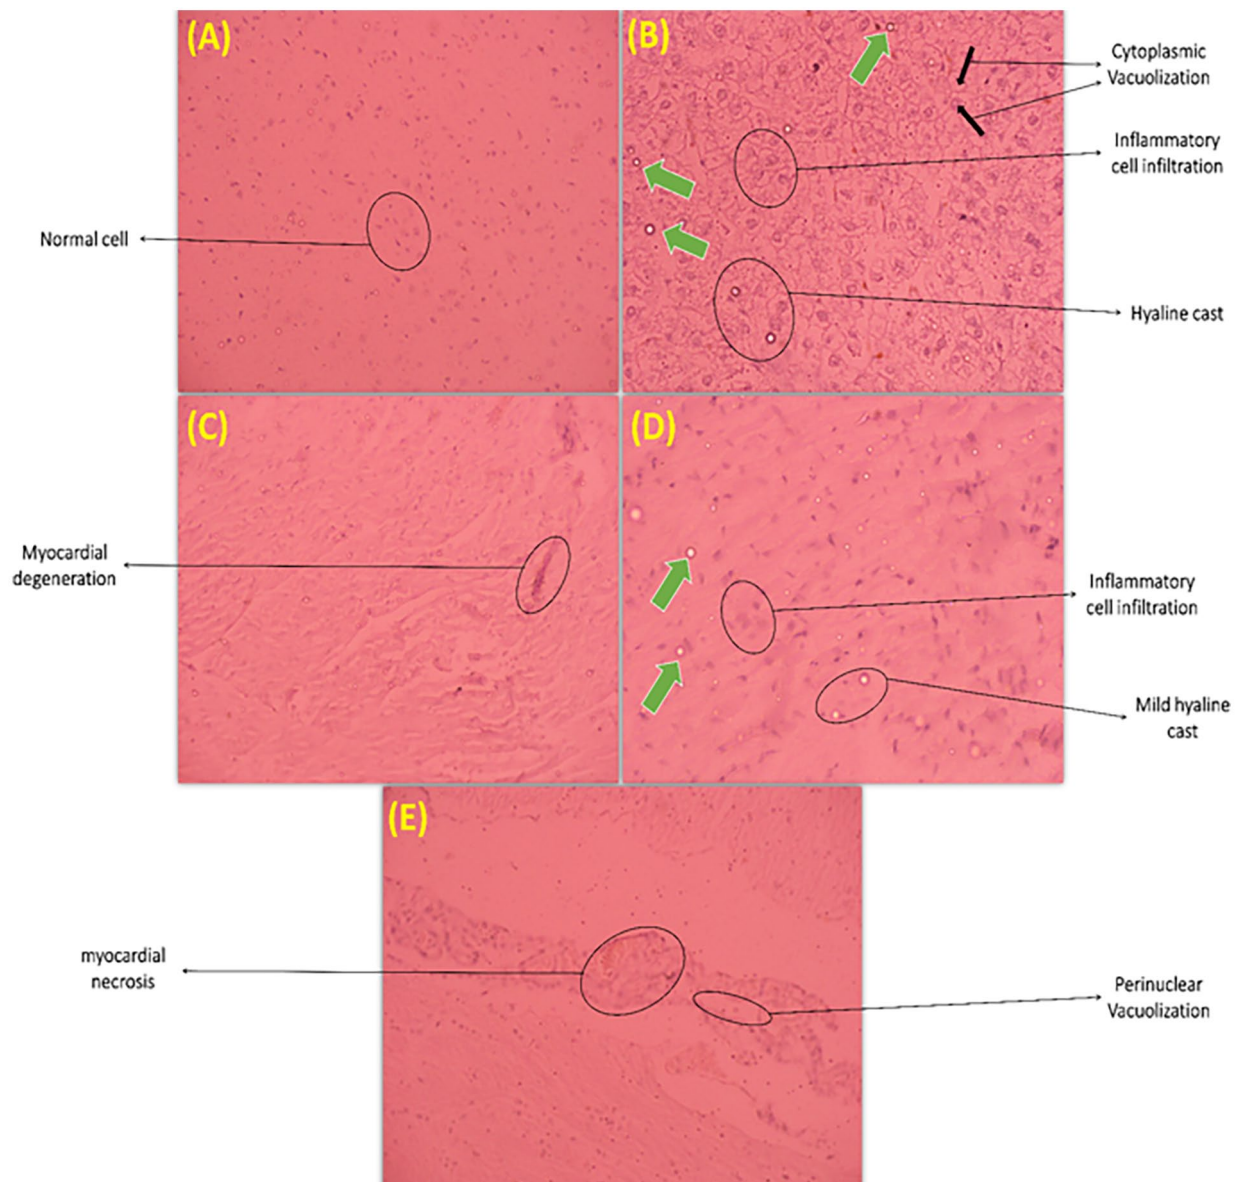 (A)
(B)
Cytoplasmic
Vacuolization
Inflammatory
cell infiltration
Normal cell
Hyaline cast
(C)
(D)
Myocardial
degeneration
Inflammatory
cell infiltration
Mild hyaline
cast
(E)
myocardial
necrosis
Perinuclear
Vacuolization